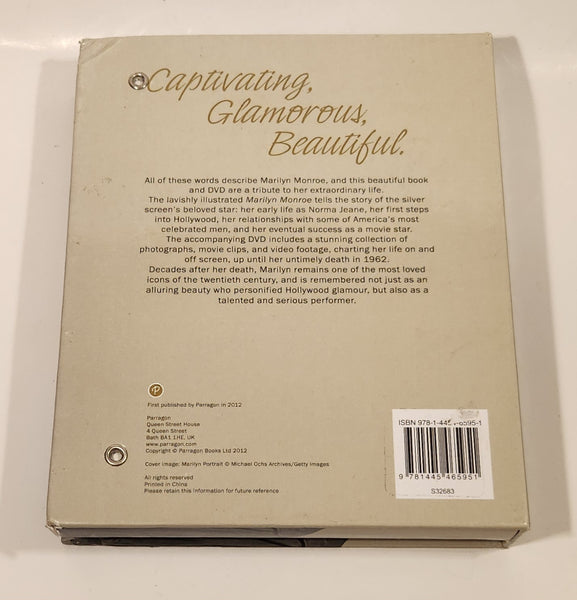 Captivating,
Glamorous,
Beautiful.
All of these words describe Marilyn Monroe, and this beautiful book
and DVD are a tribute to her extraordinary life.
The lavishly illustrated Marilyn Monroe tells the story of the silver
screen's beloved star: her early life as Norma Jeane, her first steps
into Hollywood, her relationships with some of America's most
celebrated men, and her eventual success as a movie star.
The accompanying DVD includes a stunning collection of
photographs, movie clips, and video footage, charting her life on and
off screen, up until her untimely death in 1962.
Decades after her death, Marilyn remains one of the most loved
icons of the twentieth century, and is remembered not just as an
alluring beauty who personified Hollywood glamour, but also as a
talented and serious performer.
P
First published by Parragon in 2012
Parragon
Queen Street House
4 Queen Street
Bath BA1 1HE, UK
www.parragon.com
Copyright © Parragon Books Ltd 2012
Cover image: Marilyn Portrait © Michael Ochs Archives/Getty Images
All rights reserved
Printed in China
Please retain this information for future reference
ISBN 978-1-445 -6595-1
9 781445 465951
S32683